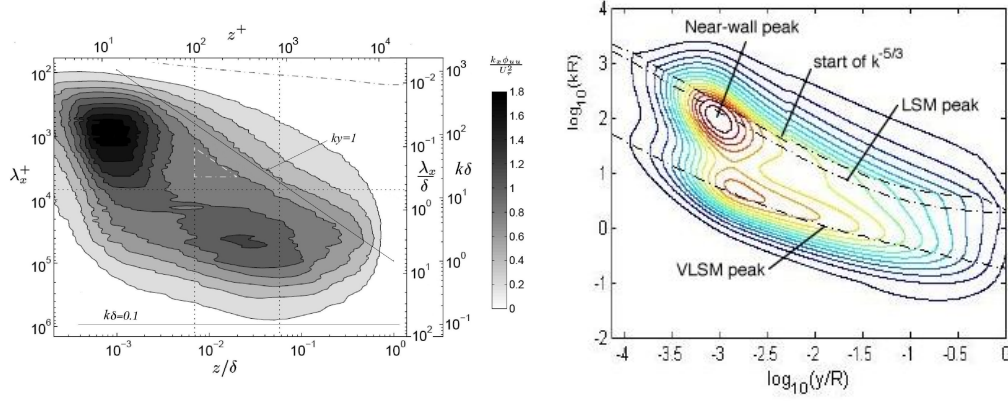 z⁺
10¹ 10² 10³ 10⁴
10² 10³ 10⁴ 10⁵ 10⁶
λₓ⁺
10⁻³ 10⁻² 10⁻¹ 10⁰
z/δ
10⁻² 10⁻¹ 10⁰ 10¹ 10²
λₓ/δ
10³ 10² 10¹ 10⁰ 10⁻¹
kδ
ky=1
kδ=0.1
kₓϕᵤᵤ/U²τ
1.8
1.6
1.4
1.2
1
0.8
0.6
0.4
0.2
0
Near-wall peak
start of k⁻⁵/³
LSM peak
VLSM peak
log₁₀(kR)
4
3
2
1
0
-1
-2
-4 -3.5 -3 -2.5 -2 -1.5 -1 -0.5 0
log₁₀(y/R)